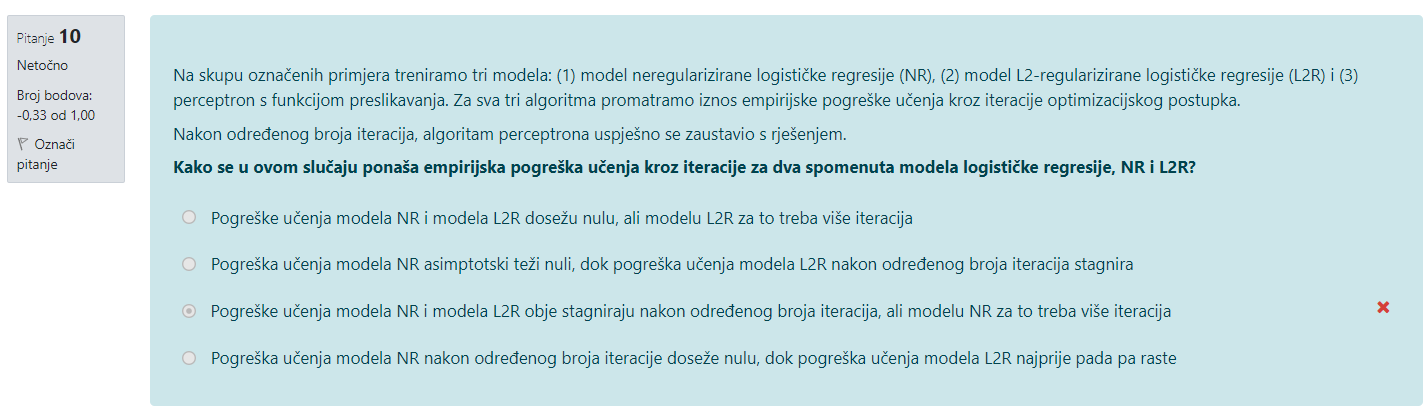 Pitanje 10
Netočno
Broj bodova:
-0,33 od 1,00
Označi
pitanje
Na skupu označenih primjera treniramo tri modela: (1) model neregularizirane logističke regresije (NR), (2) model L2-regularizirane logističke regresije (L2R) i (3)
perceptron s funkcijom preslikavanja. Za sva tri algoritma promatramo iznos empirijske pogreške učenja kroz iteracije optimizacijskog postupka.
Nakon određenog broja iteracija, algoritam perceptrona uspješno se zaustavio s rješenjem.
Kako se u ovom slučaju ponaša empirijska pogreška učenja kroz iteracije za dva spomenuta modela logističke regresije, NR i L2R?
Pogreške učenja modela NR i modela L2R dosežu nulu, ali modelu L2R za to treba više iteracija
Pogreška učenja modela NR asimptotski teži nuli, dok pogreška učenja modela L2R nakon određenog broja iteracija stagnira
Pogreške učenja modela NR i modela L2R obje stagniraju nakon određenog broja iteracija, ali modelu NR za to treba više iteracija
Pogreška učenja modela NR nakon određenog broja iteracije doseže nulu, dok pogreška učenja modela L2R najprije pada pa raste